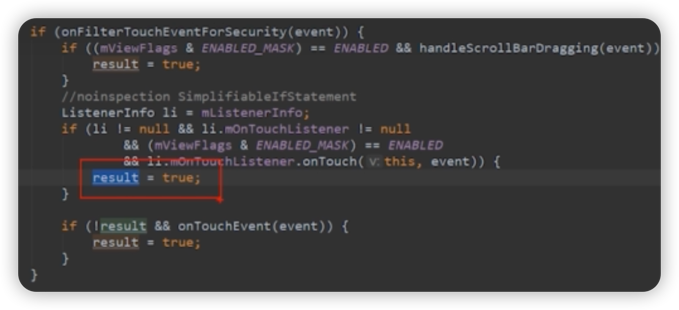 if (onFilterTouchEventForSecurity(event)) {
if ((mViewFlags & ENABLED_MASK) == ENABLED && handleScrollBarDragging(event))
result = true;
}
//noinspection SimplifiableIfStatement
ListenerInfo li = mListenerInfo;
if (li != null && li.mOnTouchListener != null
&& (mViewFlags & ENABLED_MASK) == ENABLED
&& li.mOnTouchListener.onTouch( v: this, event)) {
result = true;
}
if (!result && onTouchEvent(event)) {
result = true;
}
}